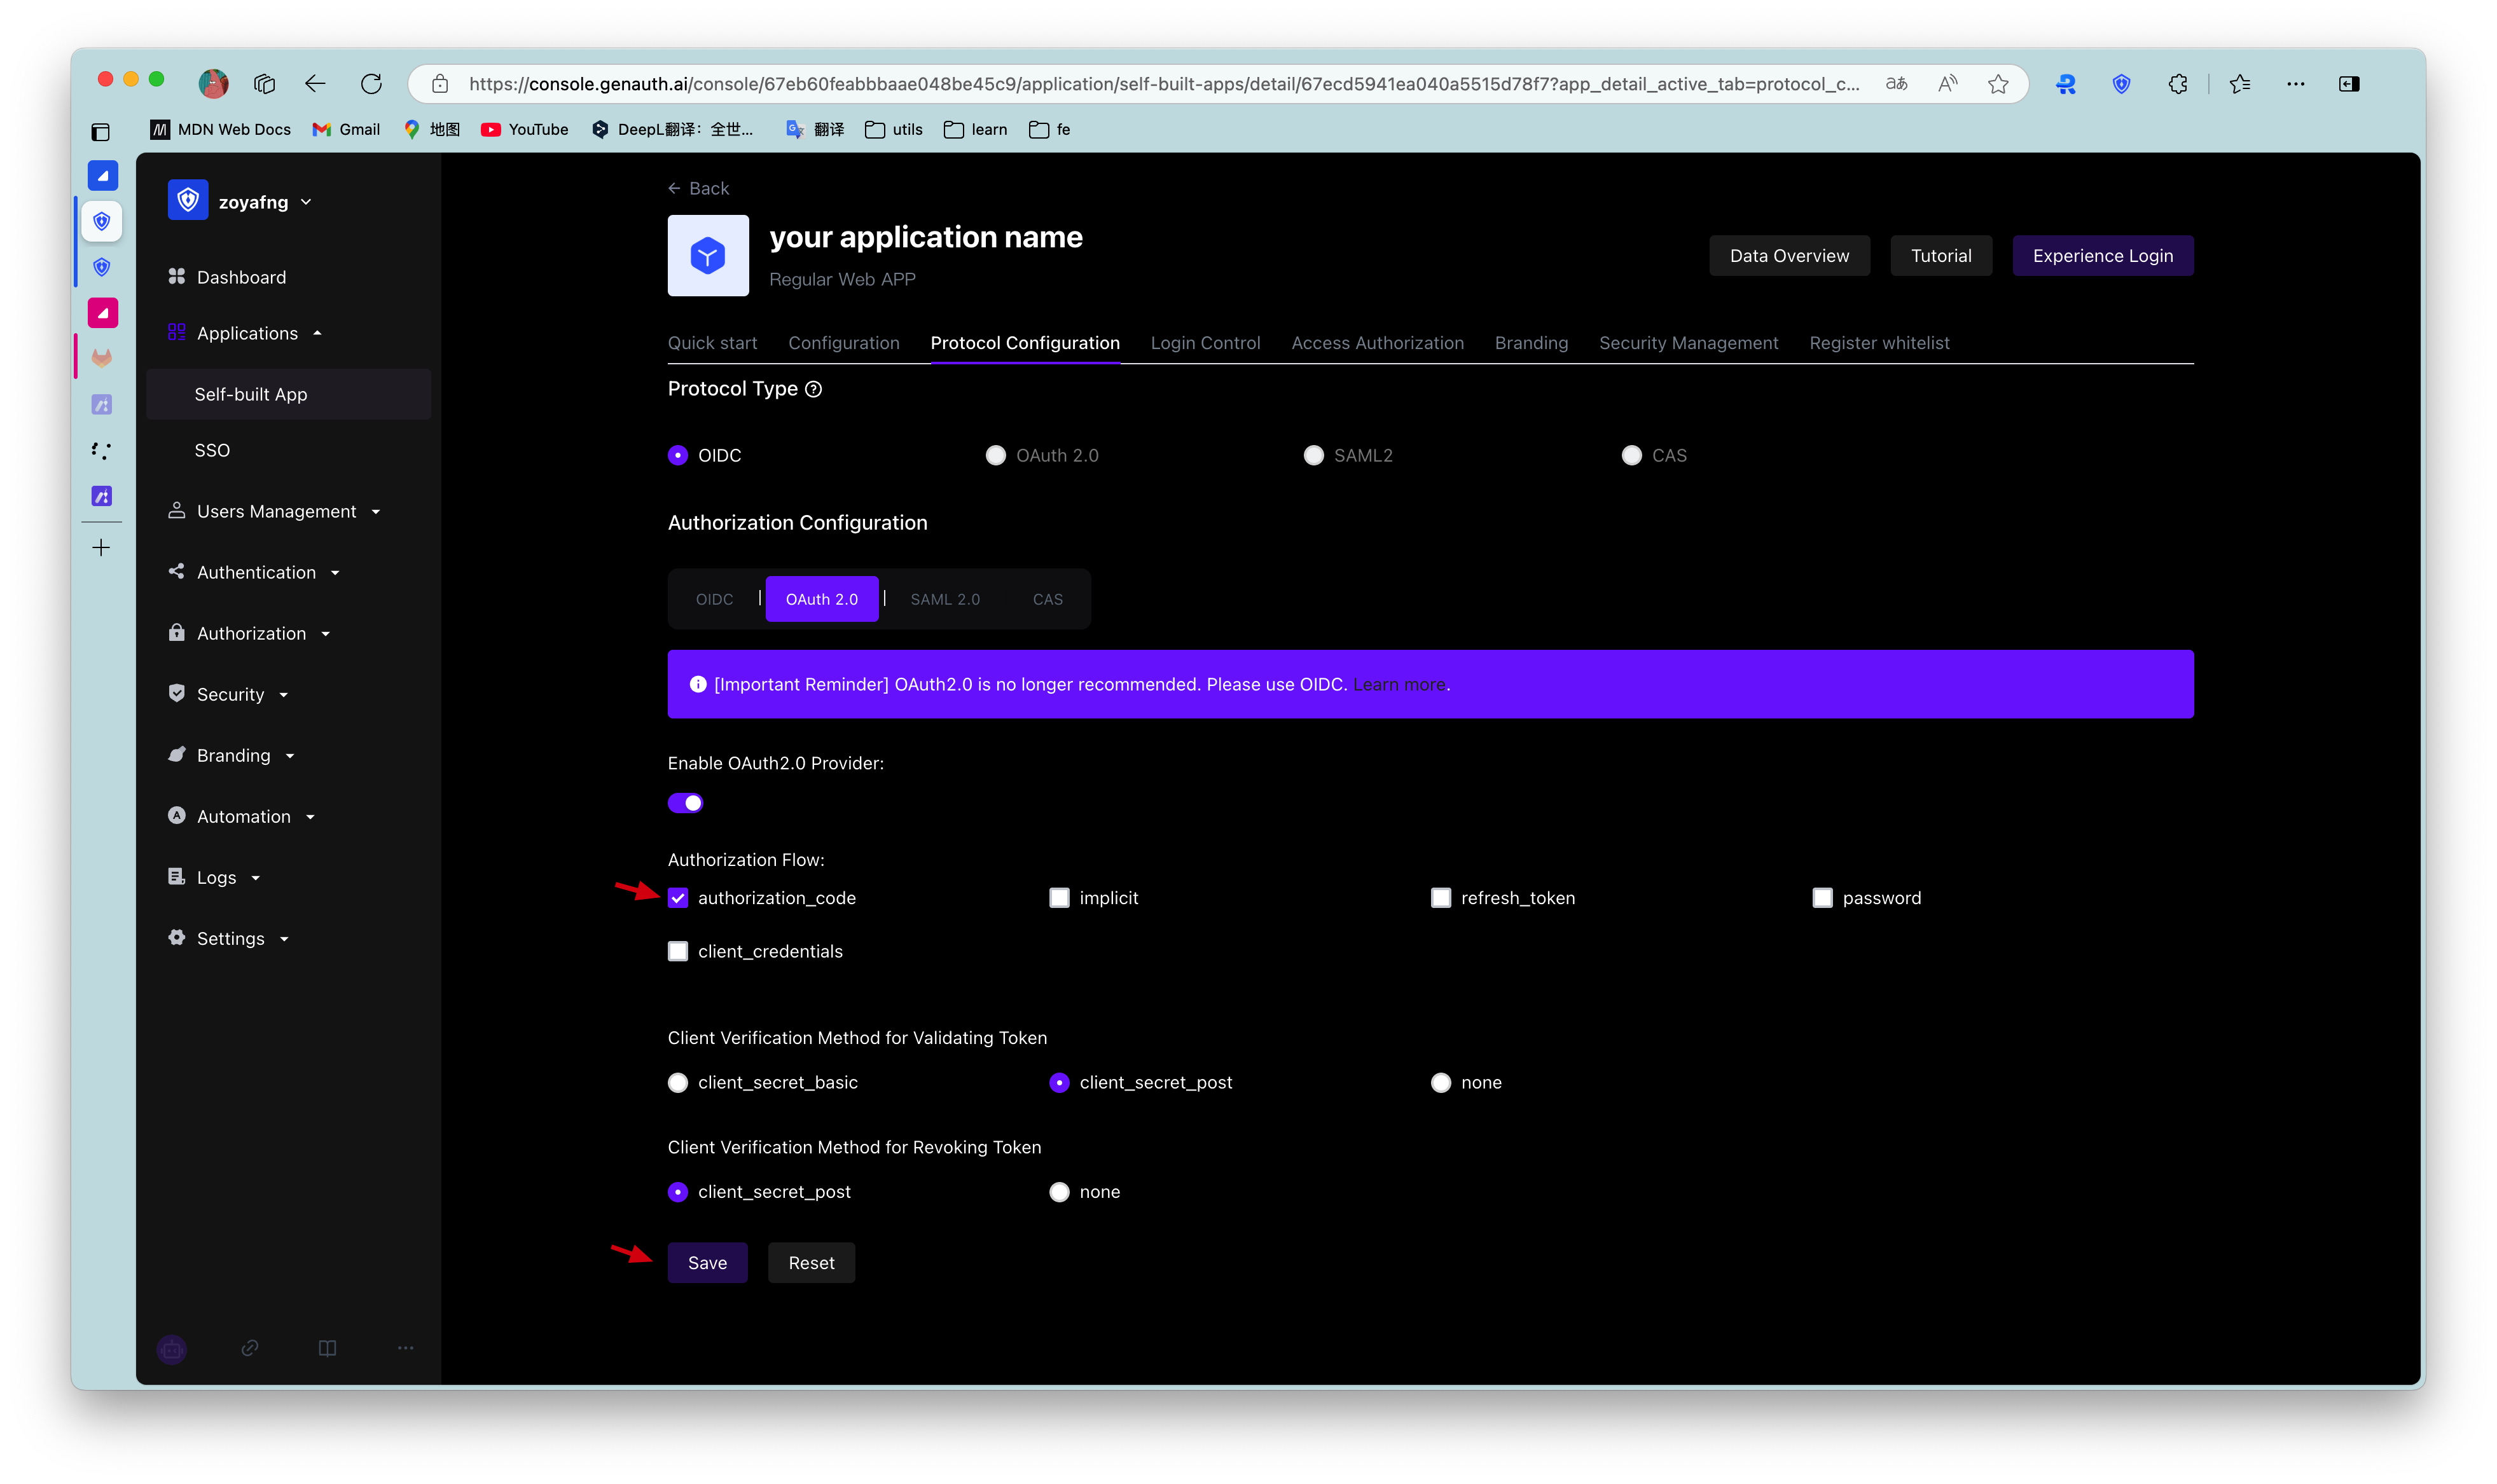 https://console.genauth.ai/console/67eb60feabbbaae048be45c9/application/self-built-apps/detail/67ecd5941ea040a5515d78f7?app_detail_active_tab=protocol_c...
MDN Web Docs
Gmail
地图
YouTube
DeepL翻译：全世...
翻译
utils
learn
fe
zoyafng
Dashboard
Applications
Self-built App
SSO
Users Management
Authentication
Authorization
Security
Branding
Automation
Logs
Settings
Back
your application name
Regular Web APP
Data Overview
Tutorial
Experience Login
Quick start
Configuration
Protocol Configuration
Login Control
Access Authorization
Branding
Security Management
Register whitelist
Protocol Type
OIDC
OAuth 2.0
SAML2
CAS
Authorization Configuration
OIDC
OAuth 2.0
SAML 2.0
CAS
[Important Reminder] OAuth2.0 is no longer recommended. Please use OIDC. Learn more.
Enable OAuth2.0 Provider:
Authorization Flow:
authorization_code
implicit
refresh_token
password
client_credentials
Client Verification Method for Validating Token
client_secret_basic
client_secret_post
none
Client Verification Method for Revoking Token
client_secret_post
none
Save
Reset